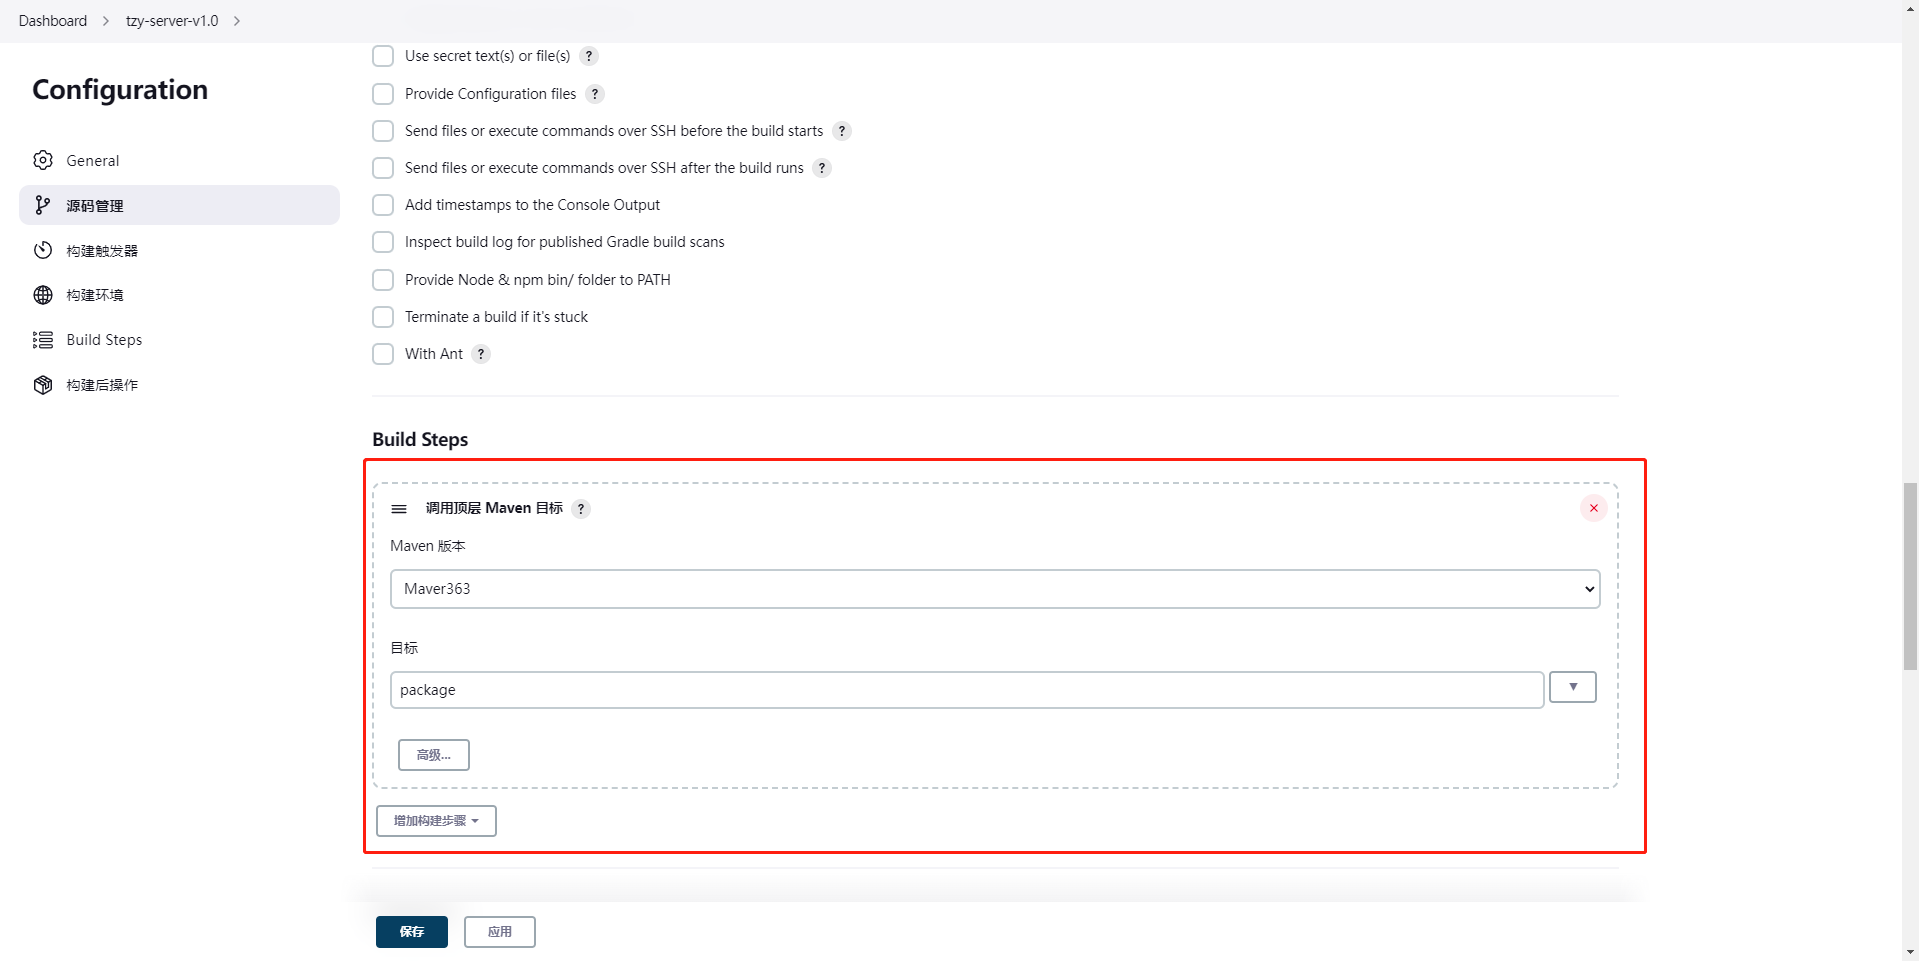 Dashboard > tzy-server-v1.0 >
Configuration
General
源码管理
构建触发器
构建环境
Build Steps
构建后操作
Use secret text(s) or file(s) ?
Provide Configuration files ?
Send files or execute commands over SSH before the build starts ?
Send files or execute commands over SSH after the build runs ?
Add timestamps to the Console Output
Inspect build log for published Gradle build scans
Provide Node & npm bin/ folder to PATH
Terminate a build if it's stuck
With Ant ?
Build Steps
调用顶层 Maven 目标 ?
Maven 版本
Maver363
目标
package
高级...
增加构建步骤
保存 应用